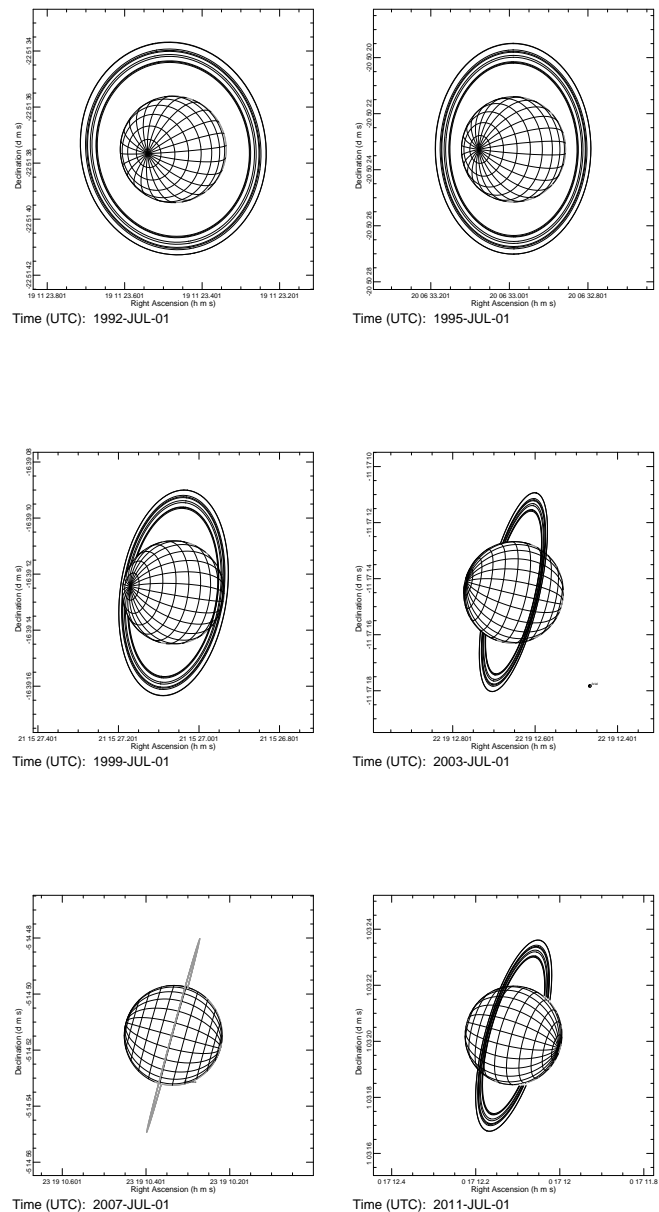 -22 51 34
-22 51 36
-22 51 38
-22 51 40
-22 51 42
Declination (d m s)
19 11 23.801 19 11 23.601 19 11 23.401 19 11 23.201
Right Ascension (h m s)
Time (UTC): 1992-JUL-01
-20 50 20
-20 50 22
-20 50 24
-20 50 26
-20 50 28
Declination (d m s)
20 06 33.201 20 06 33.001 20 06 32.801
Right Ascension (h m s)
Time (UTC): 1995-JUL-01
-16 39 08
-16 39 10
-16 39 12
-16 39 14
-16 39 16
Declination (d m s)
21 15 27.401 21 15 27.201 21 15 27.001 21 15 26.801
Right Ascension (h m s)
Time (UTC): 1999-JUL-01
-11 17 10
-11 17 12
-11 17 14
-11 17 16
-11 17 18
Declination (d m s)
22 19 12.801 22 19 12.601 22 19 12.401
Right Ascension (h m s)
Time (UTC): 2003-JUL-01
-5 14 48
-5 14 50
-5 14 52
-5 14 54
-5 14 56
Declination (d m s)
23 19 10.601 23 19 10.401 23 19 10.201
Right Ascension (h m s)
Time (UTC): 2007-JUL-01
1 03 24
1 03 22
1 03 20
1 03 18
1 03 16
Declination (d m s)
0 17 12.4 0 17 12.2 0 17 12 0 17 11.8
Right Ascension (h m s)
Time (UTC): 2011-JUL-01